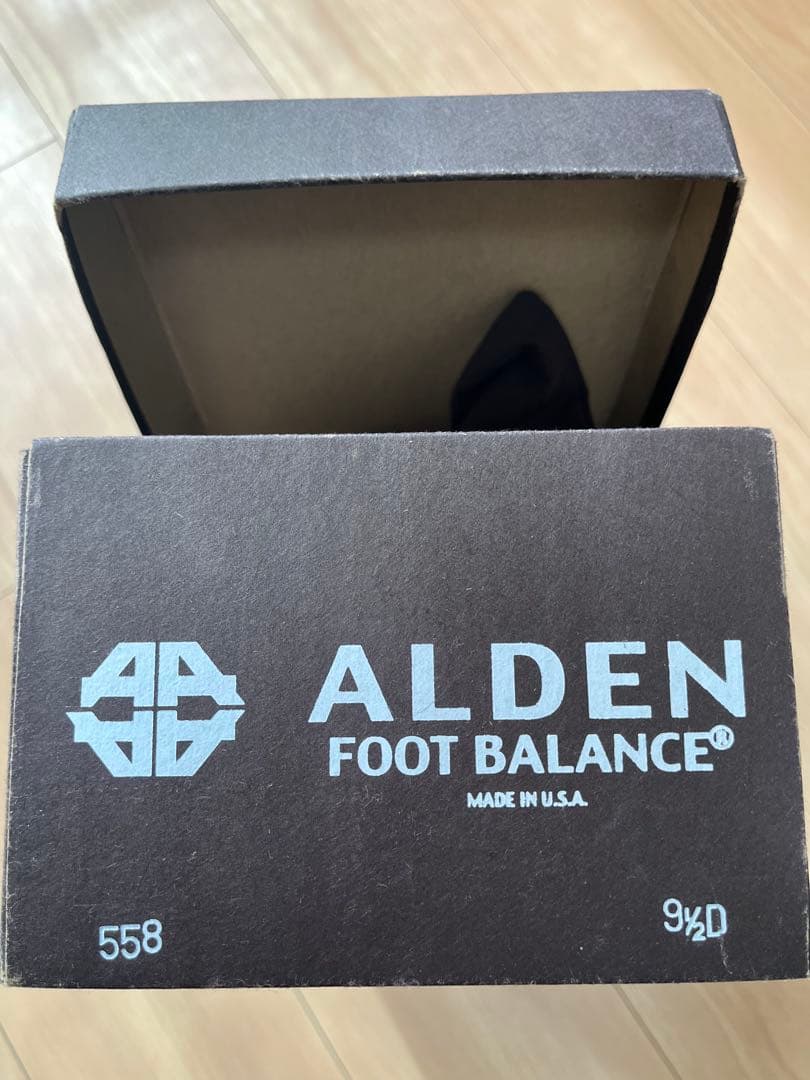 ALDEN
FOOT BALANCE®
MADE IN U.S.A.
558
9½D